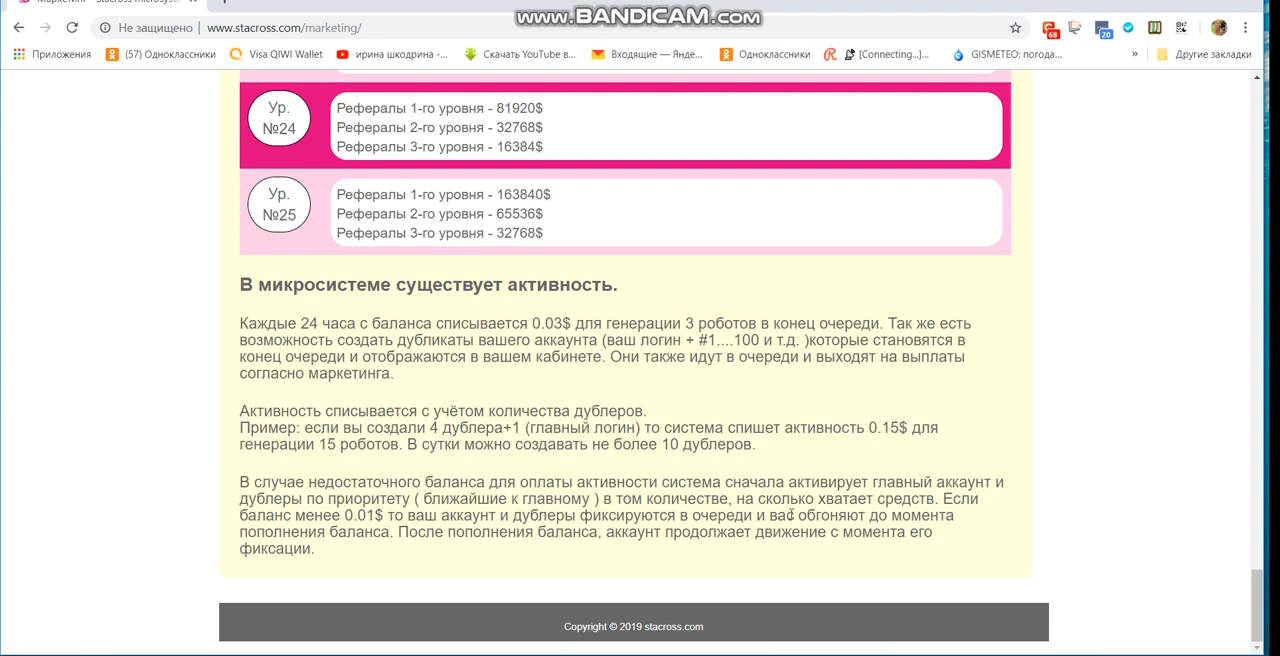 www.BANDICAM.com
Не защищено | www.stacross.com/marketing/
68
20
Приложения
(57) Одноклассники
Visa QIWI Wallet
ирина шкодрина -...
Скачать YouTube в...
Входящие — Янде...
Одноклассники
[Connecting...]...
GISMETEO: погода...
»
Другие закладки
Ур.
№24
Рефералы 1-го уровня - 81920$
Рефералы 2-го уровня - 32768$
Рефералы 3-го уровня - 16384$
Ур.
№25
Рефералы 1-го уровня - 163840$
Рефералы 2-го уровня - 65536$
Рефералы 3-го уровня - 32768$
В микросистеме существует активность.
Каждые 24 часа с баланса списывается 0.03$ для генерации 3 роботов в конец очереди. Так же есть
возможность создать дубликаты вашего аккаунта (ваш логин + #1....100 и т.д. )которые становятся в
конец очереди и отображаются в вашем кабинете. Они также идут в очереди и выходят на выплаты
согласно маркетинга.
Активность списывается с учётом количества дублеров.
Пример: если вы создали 4 дублера+1 (главный логин) то система спишет активность 0.15$ для
генерации 15 роботов. В сутки можно создавать не более 10 дублеров.
В случае недостаточного баланса для оплаты активности система сначала активирует главный аккаунт и
дублеры по приоритету ( ближайшие к главному ) в том количестве, на сколько хватает средств. Если
баланс менее 0.01$ то ваш аккаунт и дублеры фиксируются в очереди и вас обгоняют до момента
пополнения баланса. После пополнения баланса, аккаунт продолжает движение с момента его
фиксации.
Copyright © 2019 stacross.com